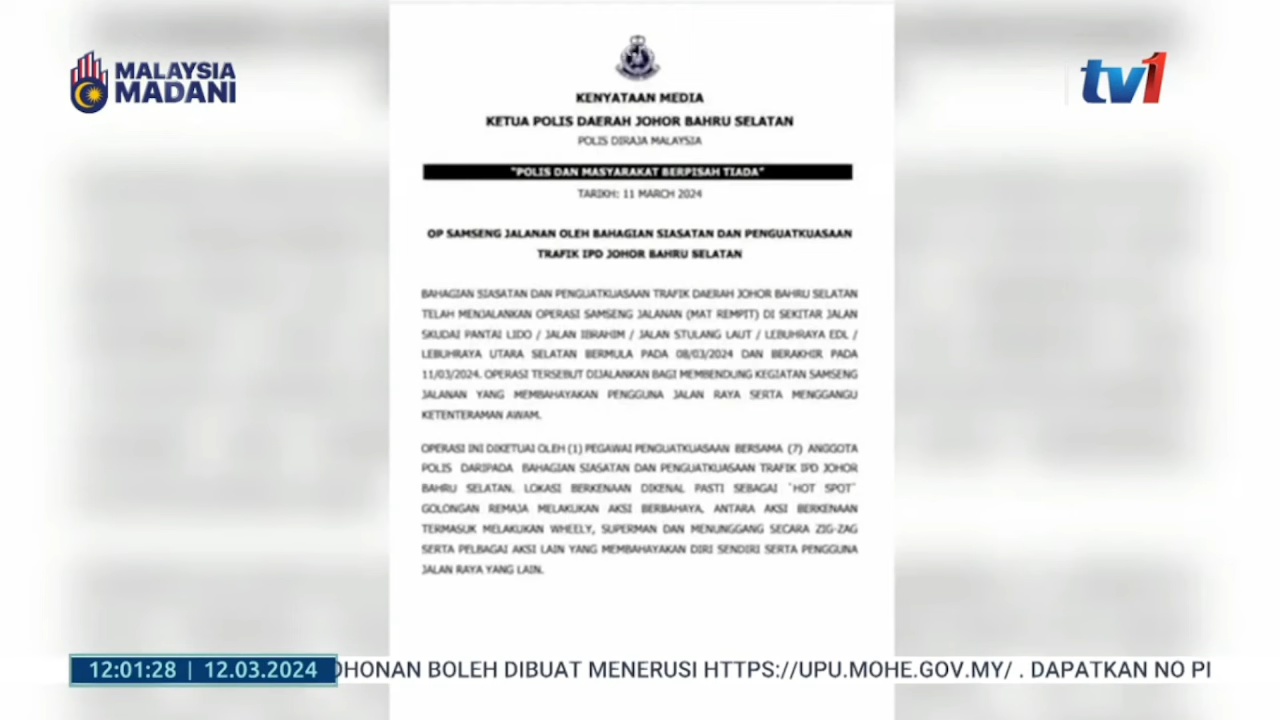 MALAYSIA
MADANI
tv1
KENYATAAN MEDIA
KETUA POLIS DAERAH JOHOR BAHRU SELATAN
POLIS DIRAJA MALAYSIA
"POLIS DAN MASYARAKAT BERPISAH TIADA"
TARIKH: 11 MARCH 2024
OP SAMSENG JALANAN OLEH BAHAGIAN SIASATAN DAN PENGUATKUASAAN
TRAFIK IPD JOHOR BAHRU SELATAN
BAHAGIAN SIASATAN DAN PENGUATKUASAAN TRAFIK DAERAH JOHOR BAHRU SELATAN
TELAH MENJALANKAN OPERASI SAMSENG JALANAN (MAT REMPIT) DI SEKITAR JALAN
SKUDAI PANTAI LIDO / JALAN IBRAHIM / JALAN STULANG LAUT / LEBUHRAYA EDL /
LEBUHRAYA UTARA SELATAN BERMULA PADA 08/03/2024 DAN BERAKHIR PADA
11/03/2024. OPERASI TERSEBUT DIJALANKAN BAGI MEMBENDUNG KEGIATAN SAMSENG
JALANAN YANG MEMBAHAYAKAN PENGGUNA JALAN RAYA SERTA MENGGANGU
KETENTERAMAN AWAM.
OPERASI INI DIKETUAI OLEH (1) PEGAWAI PENGUATKUASAAN BERSAMA (7) ANGGOTA
POLIS DARIPADA BAHAGIAN SIASATAN DAN PENGUATKUASAAN TRAFIK IPD JOHOR
BAHRU SELATAN. LOKASI BERKENAAN DIKENAL PASTI SEBAGAI `HOT SPOT`
GOLONGAN REMAJA MELAKUKAN AKSI BERBAHAYA. ANTARA AKSI BERKENAAN
TERMASUK MELAKUKAN WHEELY, SUPERMAN DAN MENUNGGANG SECARA ZIG-ZAG
SERTA PELBAGAI AKSI LAIN YANG MEMBAHAYAKAN DIRI SENDIRI SERTA PENGGUNA
JALAN RAYA YANG LAIN.
12:01:28 | 12.03.2024 OHONAN BOLEH DIBUAT MENERUSI HTTPS://UPU.MOHE.GOV.MY/ . DAPATKAN NO PI